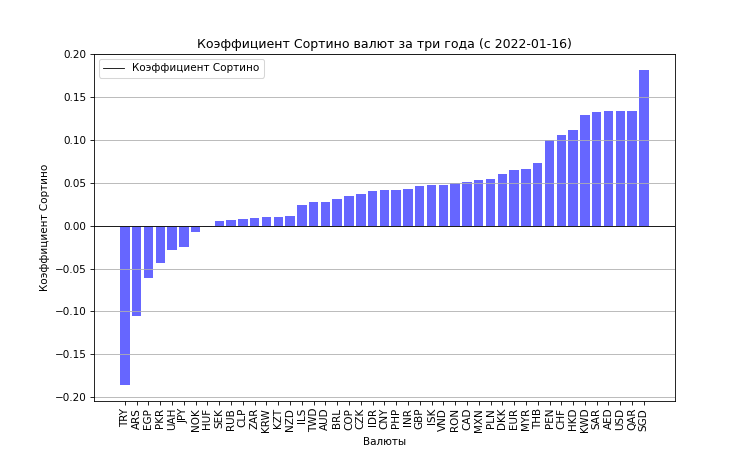 Коэффициент Сортино валют за три года (с 2022-01-16)
Коэффициент Сортино
0.20
0.15
0.10
0.05
0.00
−0.05
−0.10
−0.15
−0.20
Коэффициент Сортино
TRY ARS EGP PKR UAH JPY NOK HUF SEK RUB CLP ZAR KRW KZT NZD ILS TWD AUD BRL COP CZK IDR CNY PHP INR GBP ISK VND RON CAD MXN PLN DKK EUR MYR THB PEN CHF HKD KWD SAR AED USD QAR SGD
Валюты